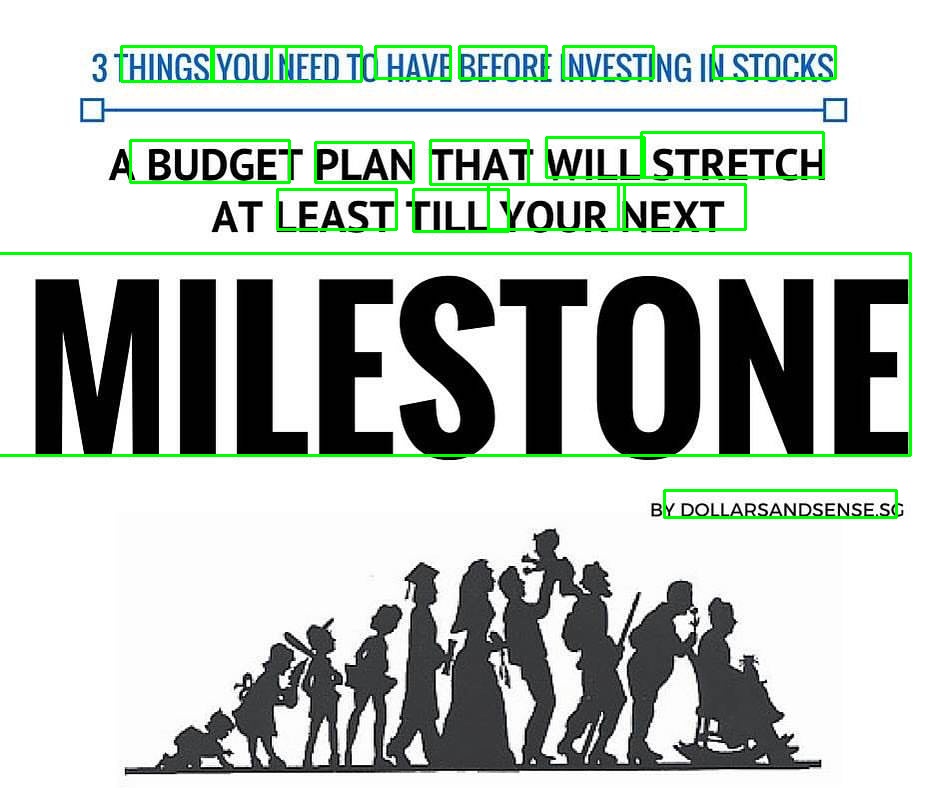 3 THINGS YOU NEED TO HAVE BEFORE INVESTING IN STOCKS
A BUDGET PLAN THAT WILL STRETCH
AT LEAST TILL YOUR NEXT
MILESTONE
BY DOLLARSANDSENSE.SG